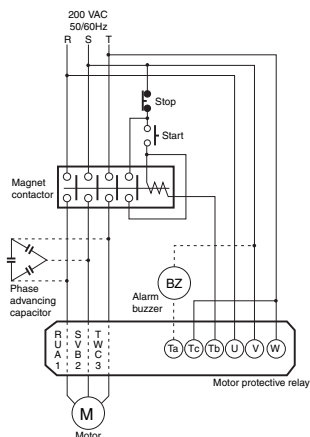 200 VAC
50/60Hz
R S T
Stop
Start
Magnet
contactor
Phase
advancing
capacitor
BZ
Alarm
buzzer
R S T
U V W
A B C
1 2 3
Ta Tc Tb U V W
Motor protective relay
M
Motor